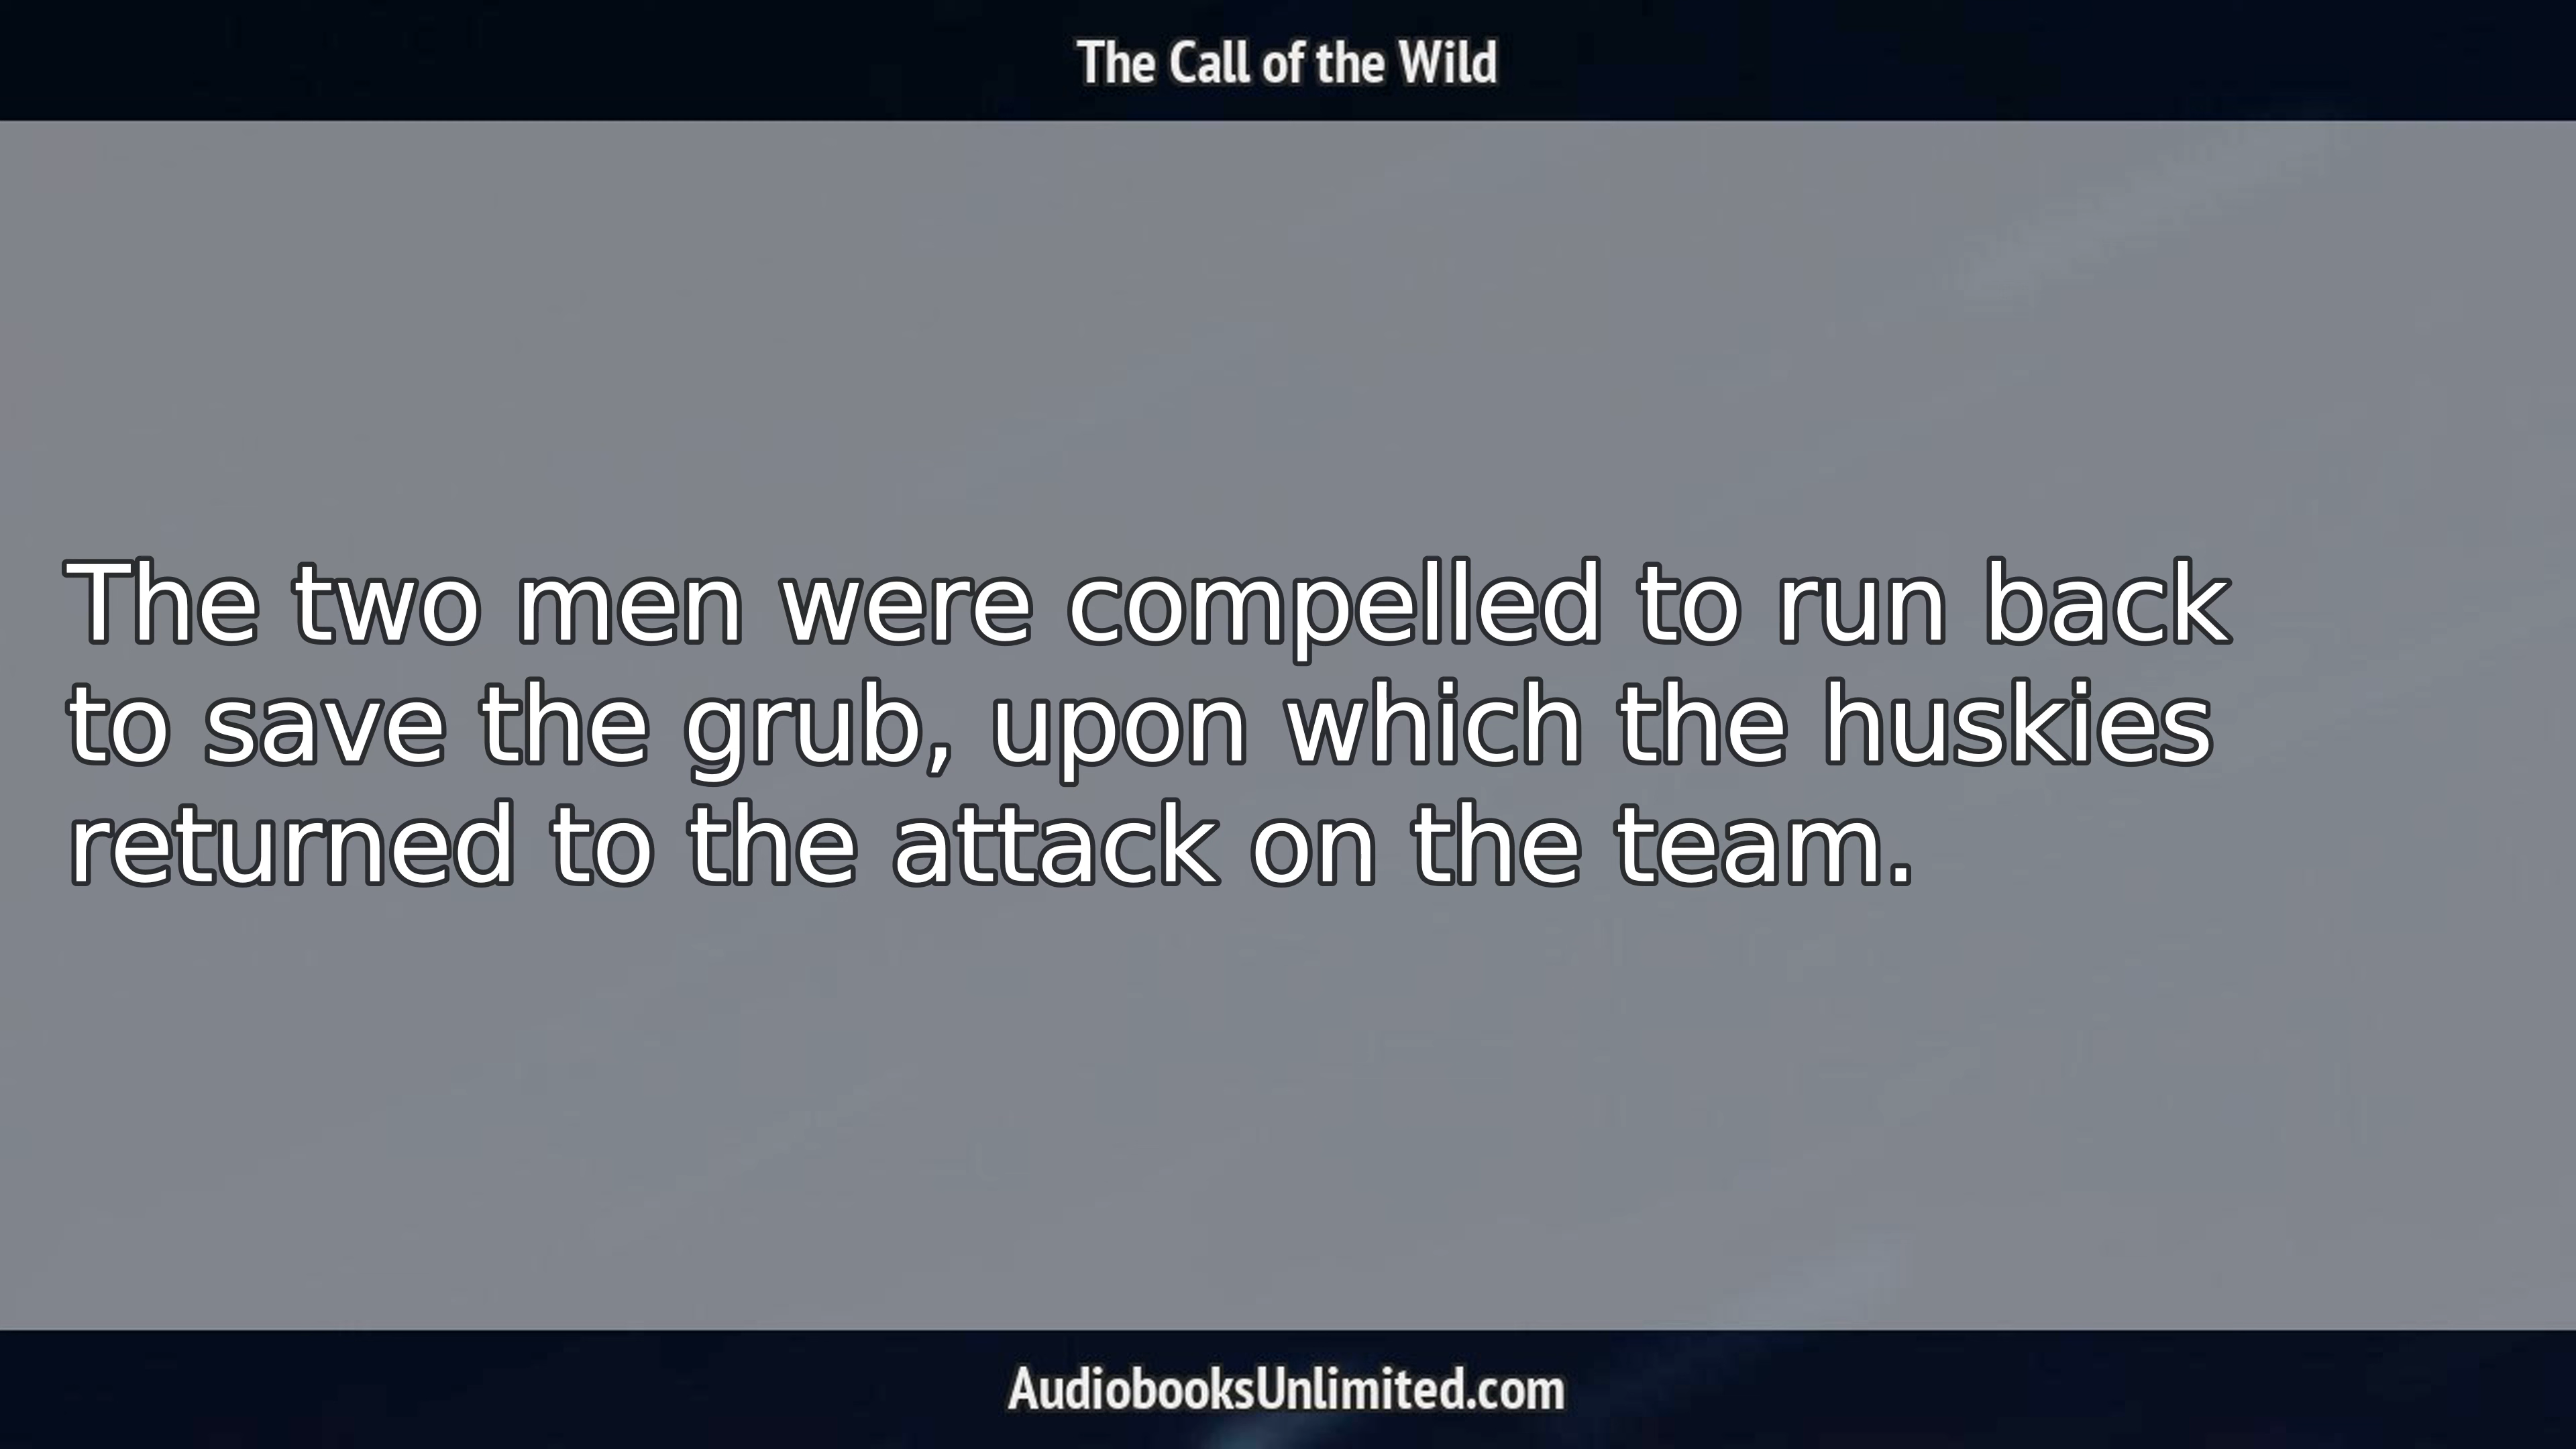 The Call of the Wild
The two men were compelled to run back
to save the grub, upon which the huskies
returned to the attack on the team.
AudiobooksUnlimited.com